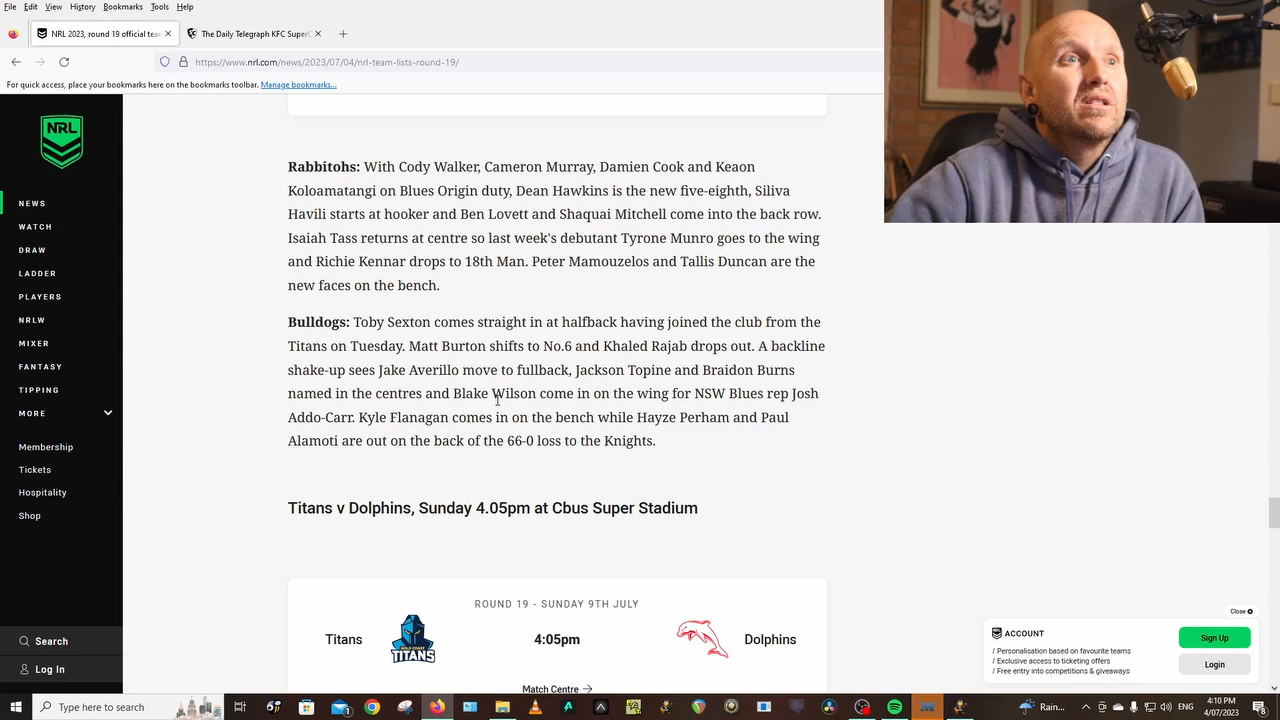 File Edit View History Bookmarks Tools Help
NRL 2023, round 19 official tea
The Daily Telegraph KFC Super
https://www.nrl.com/news/2023/07/04/nrl-team-lists-round-19/
For quick access, place your bookmarks here on the bookmarks toolbar. Manage bookmarks...
NRL
NEWS
WATCH
DRAW
LADDER
PLAYERS
NRLW
MIXER
FANTASY
TIPPING
MORE
Membership
Tickets
Hospitality
Shop
Search
Log In
Rabbitohs: With Cody Walker, Cameron Murray, Damien Cook and Keaon
Koloamatangi on Blues Origin duty, Dean Hawkins is the new five-eighth, Siliva
Havili starts at hooker and Ben Lovett and Shaquai Mitchell come into the back row.
Isaiah Tass returns at centre so last week's debutant Tyrone Munro goes to the wing
and Richie Kennar drops to 18th Man. Peter Mamouzelos and Tallis Duncan are the
new faces on the bench.
Bulldogs: Toby Sexton comes straight in at halfback having joined the club from the
Titans on Tuesday. Matt Burton shifts to No.6 and Khaled Rajab drops out. A backline
shake-up sees Jake Averillo move to fullback, Jackson Topine and Braidon Burns
named in the centres and Blake Wilson come in on the wing for NSW Blues rep Josh
Addo-Carr. Kyle Flanagan comes in on the bench while Hayze Perham and Paul
Alamoti are out on the back of the 66-0 loss to the Knights.
Titans v Dolphins, Sunday 4.05pm at Cbus Super Stadium
ROUND 19 - SUNDAY 9TH JULY
Titans
GOLD COAST
TITANS
4:05pm
Dolphins
Match Centre
Close
ACCOUNT
/ Personalisation based on favourite teams
/ Exclusive access to ticketing offers
/ Free entry into competitions & giveaways
Sign Up
Login
Type here to search
Rain...
4:10 PM
4/07/2023